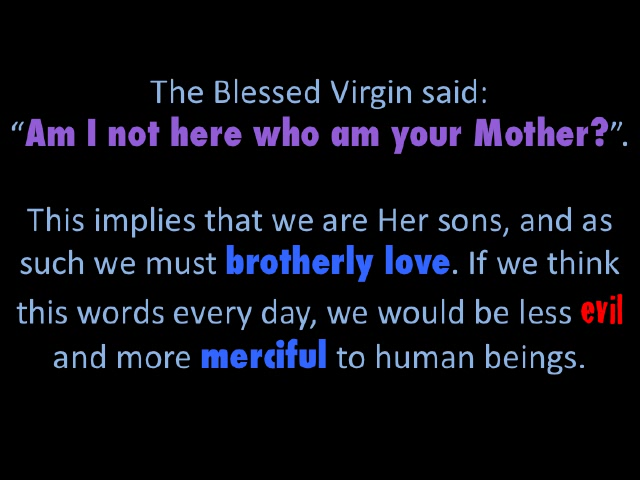 The Blessed Virgin said:
“Am I not here who am your Mother?”.
This implies that we are Her sons, and as
such we must brotherly love. If we think
this words every day, we would be less evil
and more merciful to human beings.